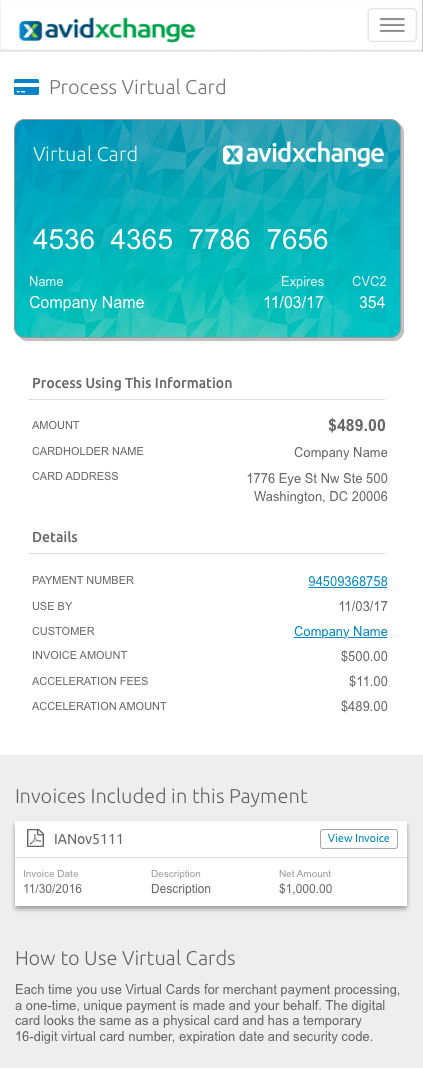 avidxchange
Process Virtual Card
Virtual Card avidxchange
4536 4365 7786 7656
Name Expires CVC2
Company Name 11/03/17 354
Process Using This Information
AMOUNT $489.00
CARDHOLDER NAME Company Name
CARD ADDRESS 1776 Eye St Nw Ste 500
Washington, DC 20006
Details
PAYMENT NUMBER 94509368758
USE BY 11/03/17
CUSTOMER Company Name
INVOICE AMOUNT $500.00
ACCELERATION FEES $11.00
ACCELERATION AMOUNT $489.00
Invoices Included in this Payment
IANov5111 View Invoice
Invoice Date Description Net Amount
11/30/2016 Description $1,000.00
How to Use Virtual Cards
Each time you use Virtual Cards for merchant payment processing,
a one-time, unique payment is made and your behalf. The digital
card looks the same as a physical card and has a temporary
16-digit virtual card number, expiration date and security code.